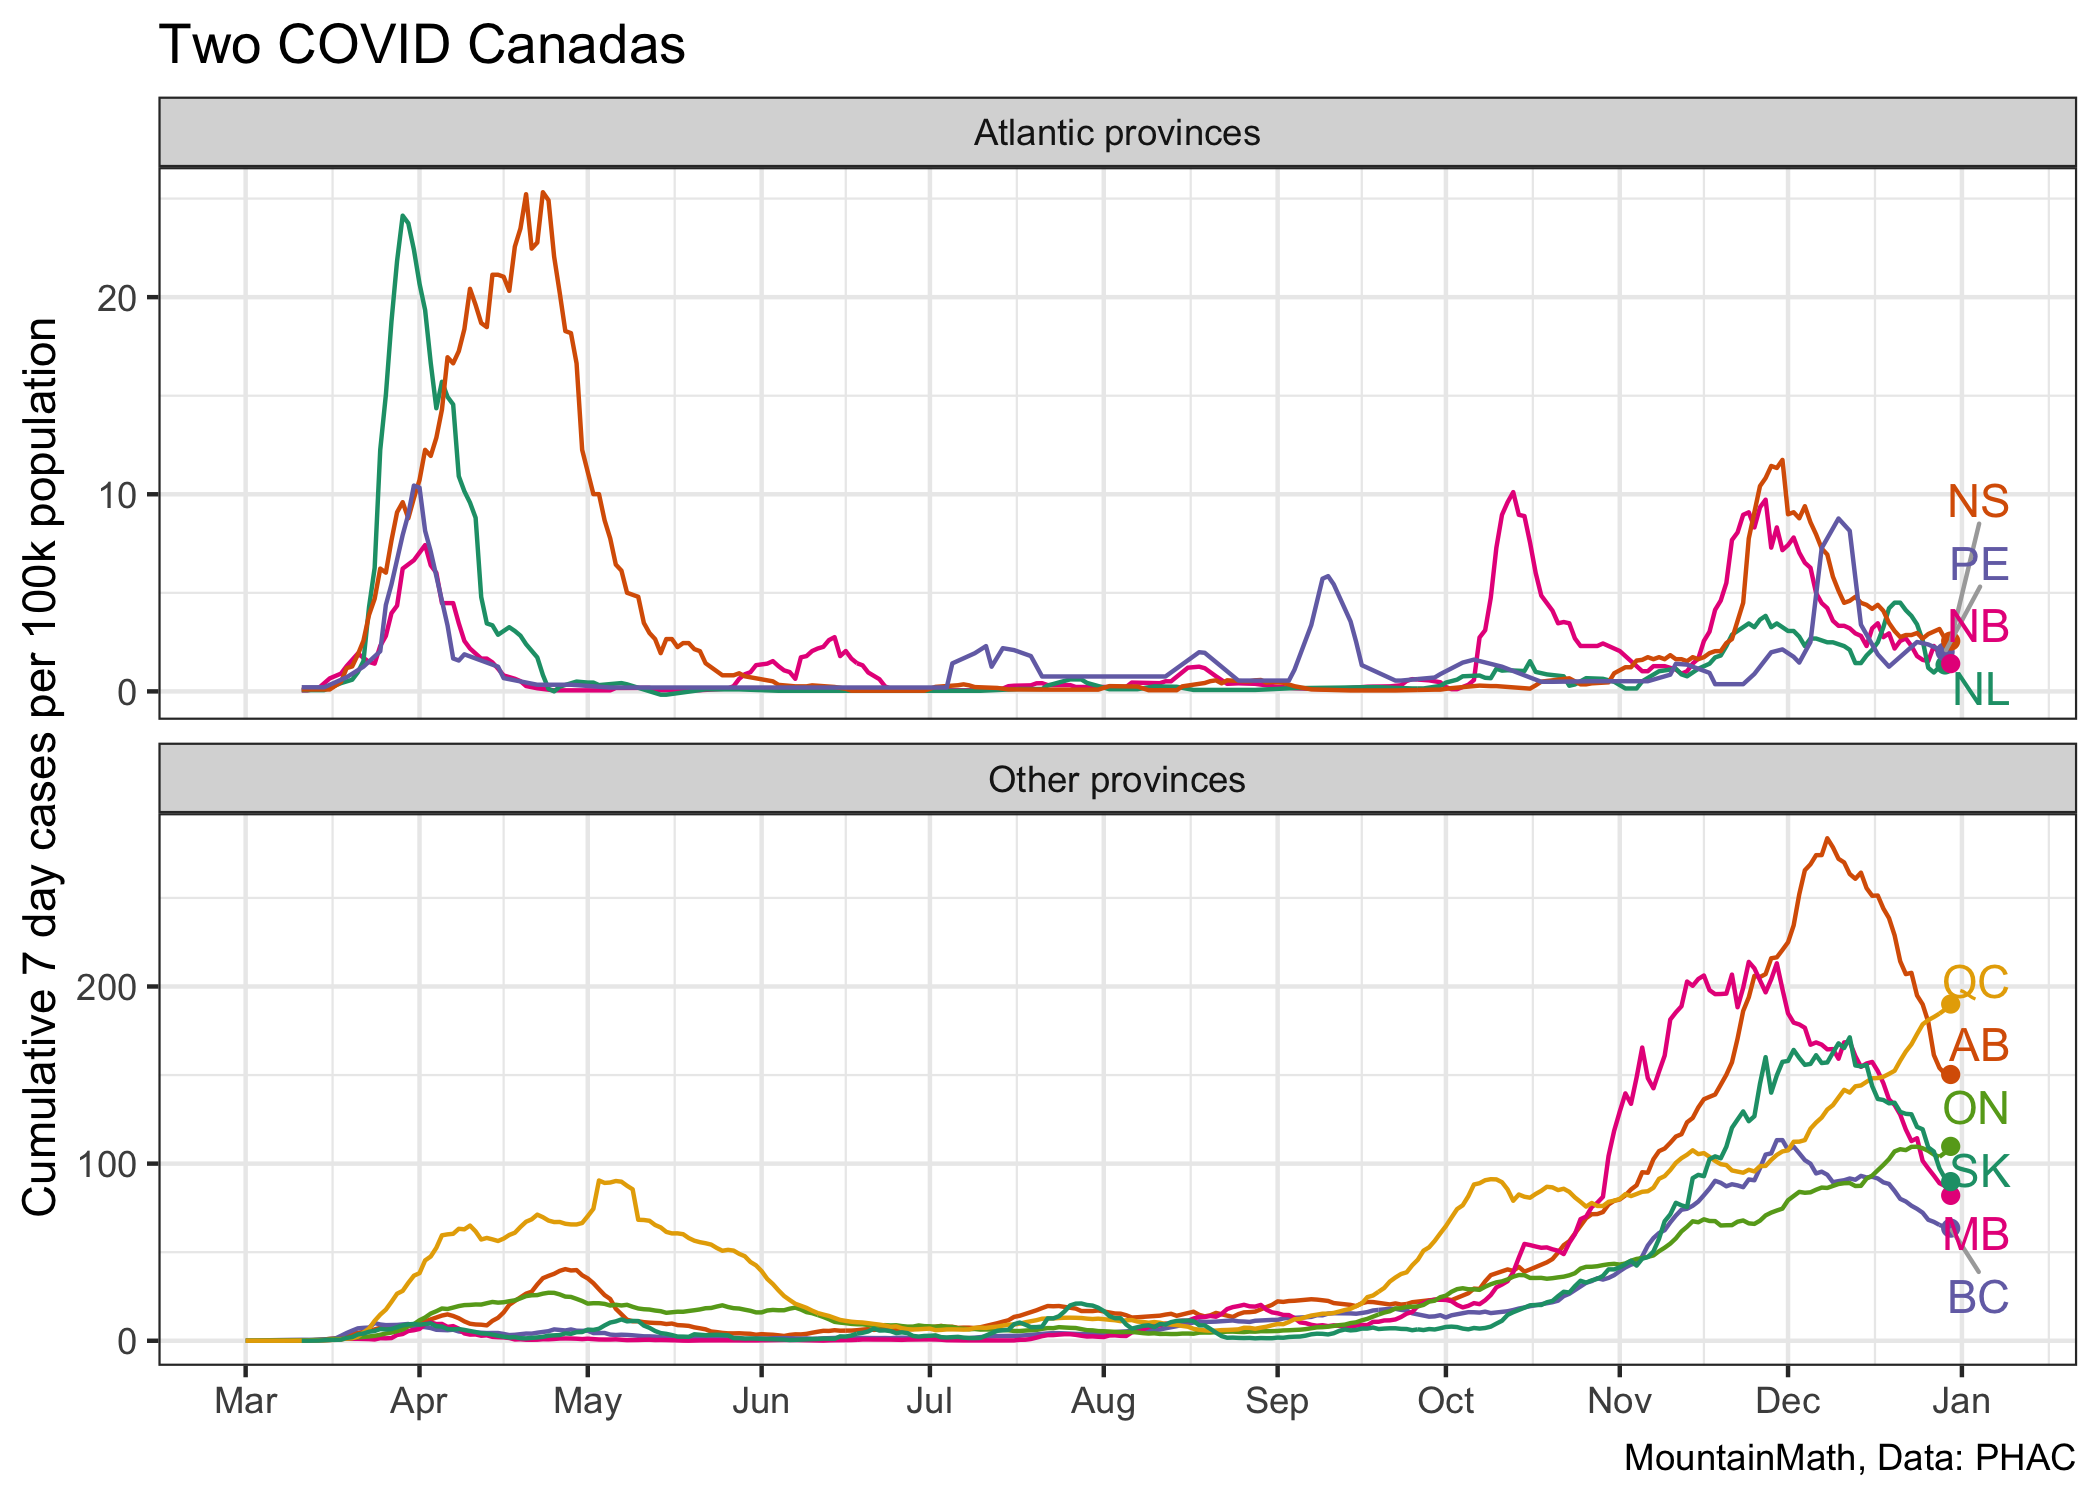 Two COVID Canadas
Atlantic provinces
20
10
0
NS
PE
NB
NL
Cumulative 7 day cases per 100k population
Other provinces
200
100
0
QC
AB
ON
SK
MB
BC
Mar Apr May Jun Jul Aug Sep Oct Nov Dec Jan
MountainMath, Data: PHAC